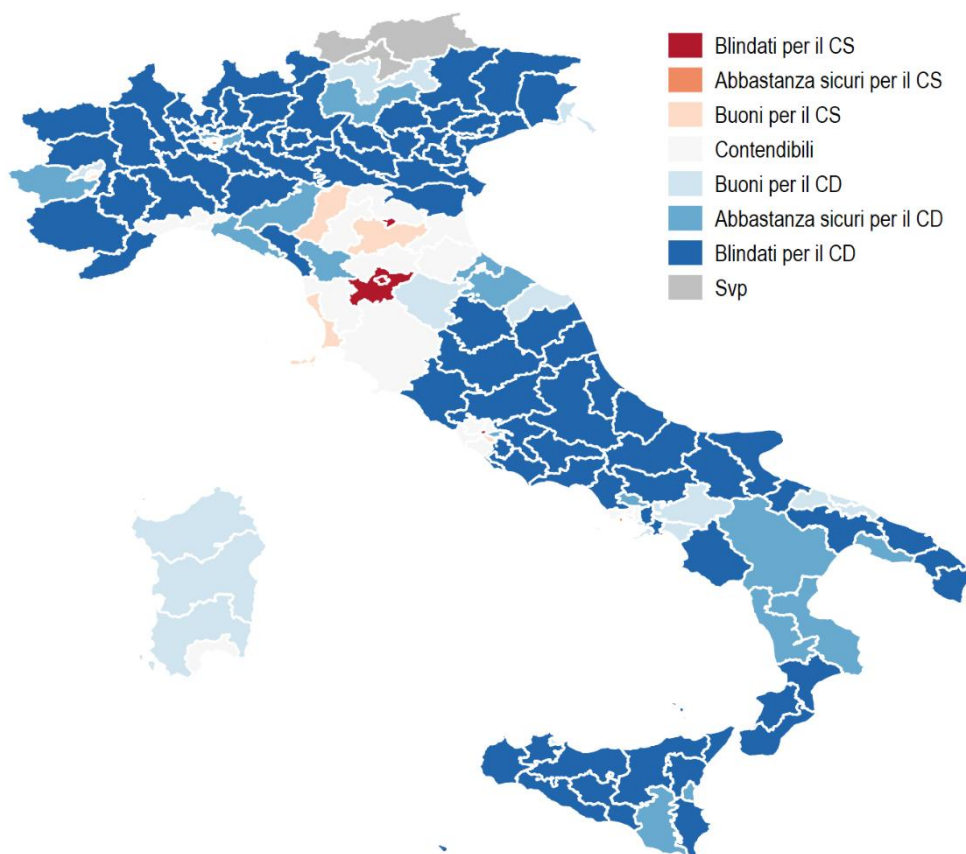 Blindati per il CS
Abbastanza sicuri per il CS
Buoni per il CS
Contendibili
Buoni per il CD
Abbastanza sicuri per il CD
Blindati per il CD
Svp